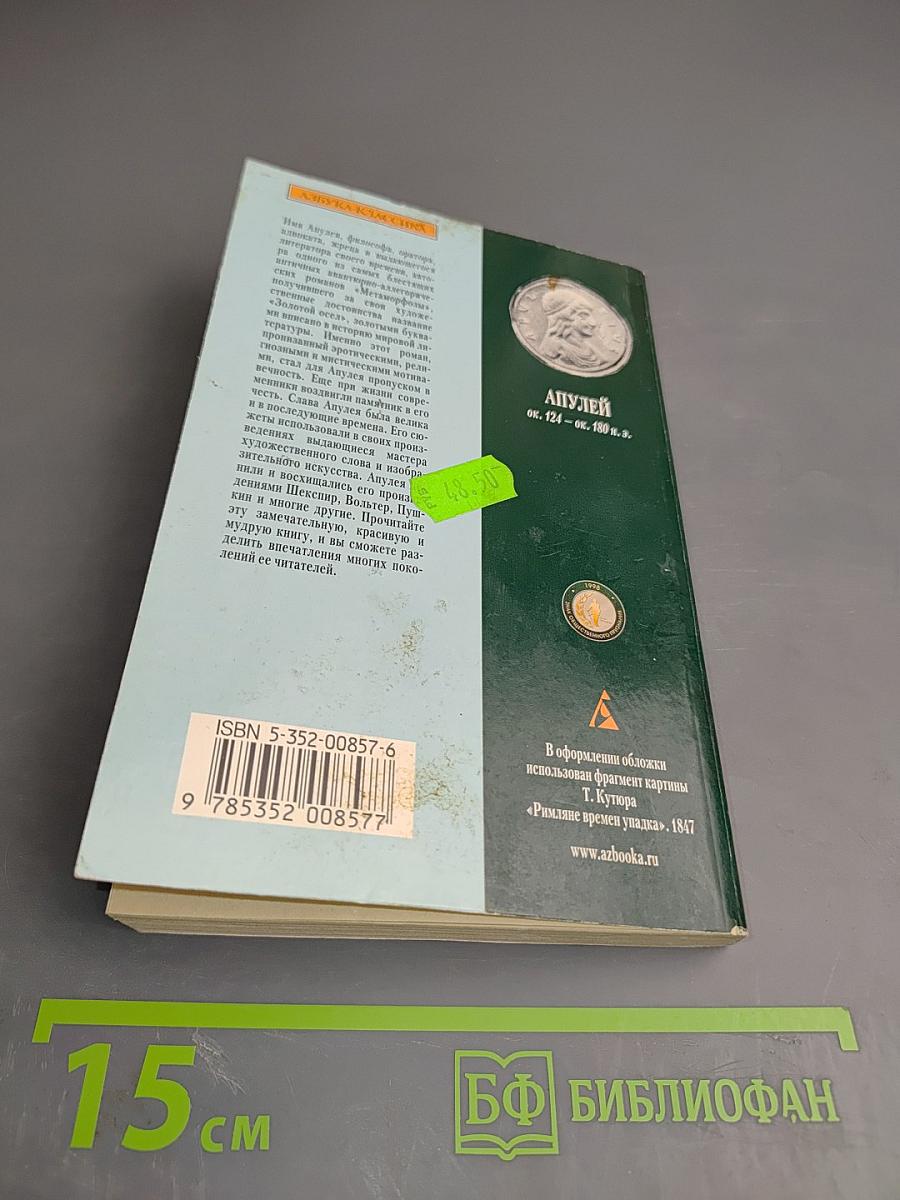 АЗБУКА-КЛАССИКА
Имя Апулея, философа, оратора,
адвоката, жреца и выдающегося
литератора своего времени, авто-
ра одного из самых блестящих
античных авантюрно-аллегориче-
ских романов «Метаморфозы»,
получившего за свои художе-
ственные достоинства название
«Золотой осел», золотыми буква-
ми вписано в историю мировой ли-
тературы. Именно этот роман,
пронизанный эротическими, рели-
гиозными и мистическими мотива-
ми, стал для Апулея пропуском в
вечность. Еще при жизни совре-
менники воздвигли памятник в его
честь. Слава Апулея была велика
и в последующие времена. Его сю-
жеты использовали в своих произ-
ведениях выдающиеся мастера
художественного слова и изобра-
зительного искусства. Апулея
нили и восхищались его произ
дениями Шекспир, Вольтер, Пуш-
кин и многие другие. Прочитайте
эту замечательную, красивую и
мудрую книгу, и вы сможете раз-
делить впечатления многих поко-
лений ее читателей.
48.50
АПУЛЕЙ
ок. 124 – ок. 180 н. э.
1998
ЗНАК ОБЩЕСТВЕННОГО ПРИЗНАНИЯ
В оформлении обложки
использован фрагмент картины
Т. Кутюра
«Римляне времен упадка». 1847
www.azbooka.ru
ISBN 5-352-00857-6
9 785352 008577
15 см
БФ БИБЛИОФАН